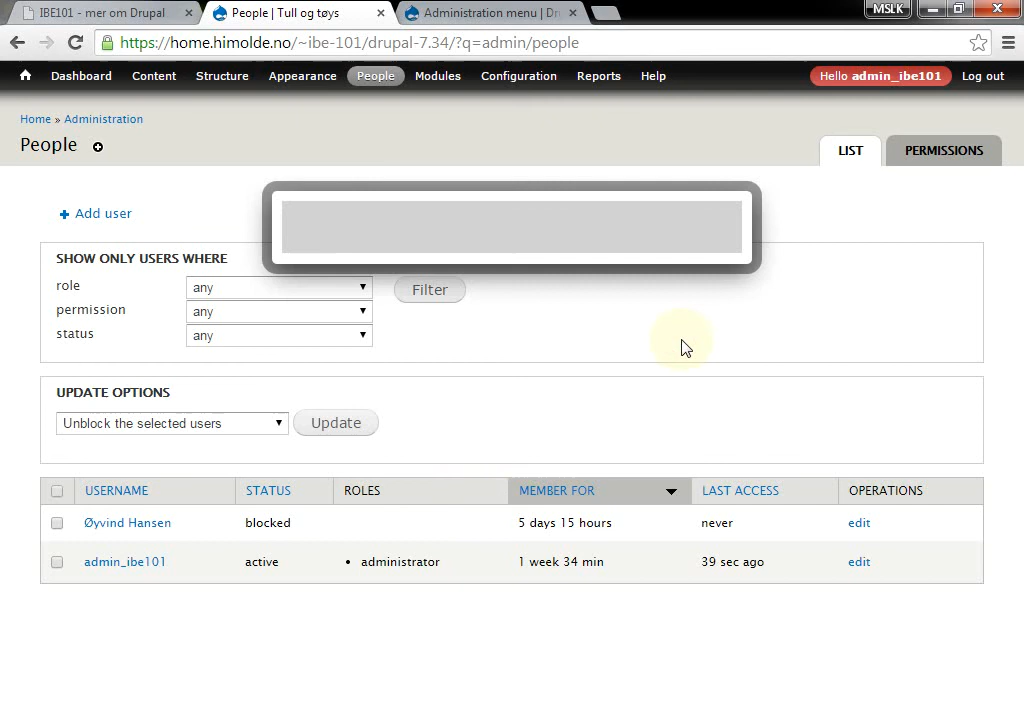 IBE101 - mer om Drupal
People | Tull og tøys
Administration menu | Dr
MSLK
https://home.himolde.no/~ibe-101/drupal-7.34/?q=admin/people
Dashboard Content Structure Appearance People Modules Configuration Reports Help Hello admin_ibe101 Log out
Home » Administration
People
LIST PERMISSIONS
Add user
SHOW ONLY USERS WHERE
role any Filter
permission any
status any
UPDATE OPTIONS
Unblock the selected users Update
USERNAME STATUS ROLES MEMBER FOR LAST ACCESS OPERATIONS
Øyvind Hansen blocked 5 days 15 hours never edit
admin_ibe101 active • administrator 1 week 34 min 39 sec ago edit